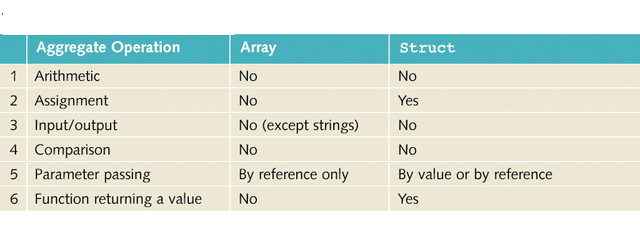 Aggregate Operation Array Struct
1 Arithmetic No No
2 Assignment No Yes
3 Input/output No (except strings) No
4 Comparison No No
5 Parameter passing By reference only By value or by reference
6 Function returning a value No Yes